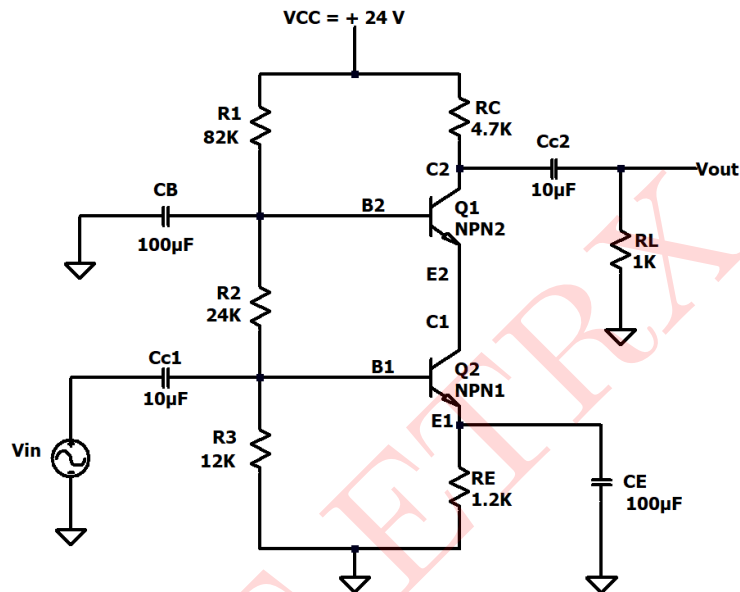 VCC = + 24 V
R1
82K
RC
4.7K
C2
Cc2
10µF
Vout
CB
100µF
B2
Q1
NPN2
RL
1K
E2
R2
24K
C1
Cc1
10µF
B1
Q2
NPN1
Vin
R3
12K
E1
RE
1.2K
CE
100µF
ETRX